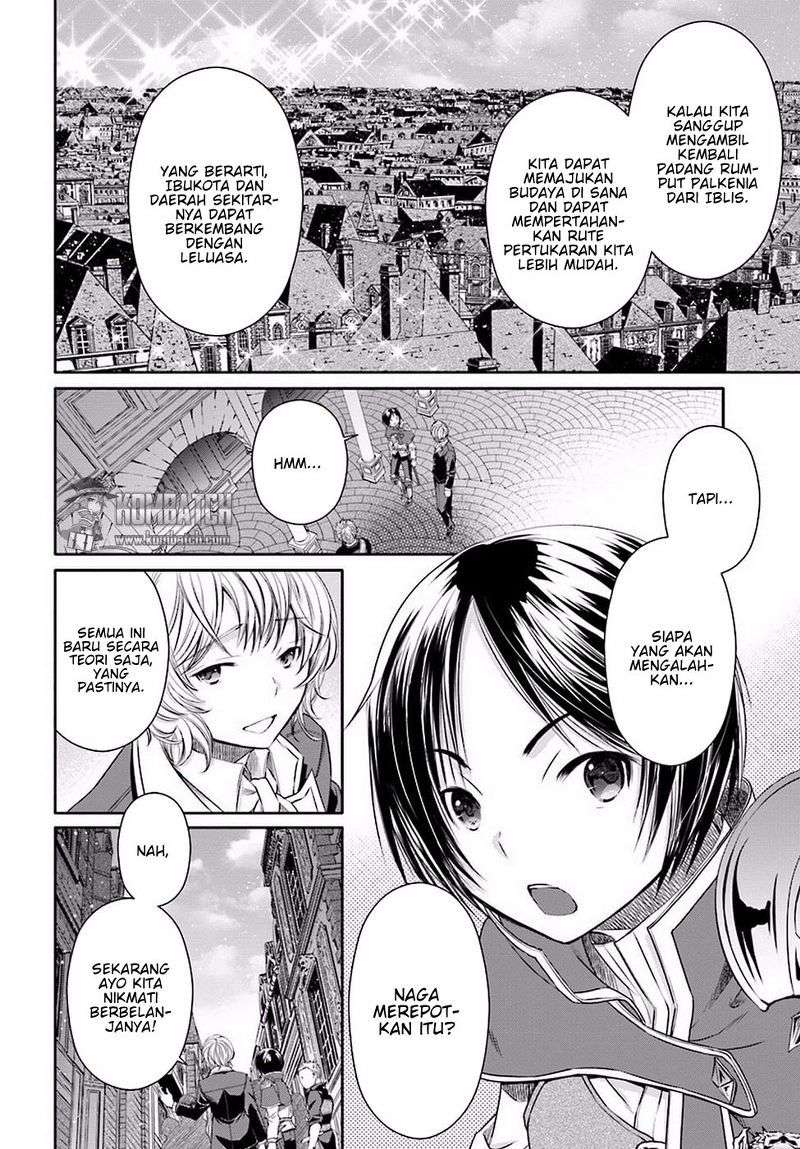 KALAU KITA
SANGGUP
MENGAMBIL
KEMBALI
PADANG RUM-
PUT PALKENIA
DARI IBLIS.
KITA DAPAT
MEMAJUKAN
BUDAYA DI SANA
DAN DAPAT
MEMPERTAHAN-
KAN RUTE
PERTUKARAN KITA
LEBIH MUDAH.
YANG BERARTI,
IBUKOTA DAN
DAERAH SEKITAR-
NYA DAPAT
BERKEMBANG
DENGAN
LELUASA.
HMM...
KOMBATCH
www.kombatch.com
TAPI...
SIAPA
YANG AKAN
MENGALAH-
KAN...
NAGA
MEREPOT-
KAN ITU?
SEMUA INI
BARU SECARA
TEORI SAJA,
YANG
PASTINYA.
NAH,
SEKARANG
AYO KITA
NIKMATI
BERBELAN-
JANYA!